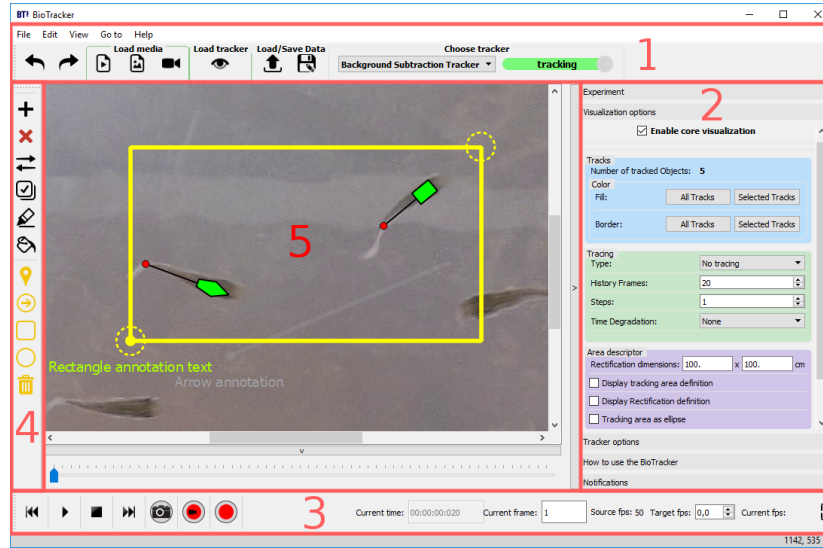 BT! BioTracker
File Edit View Go to Help
Load media Load tracker Load/Save Data Choose tracker
Background Subtraction Tracker tracking
1
Experiment
2
Visualization options
Enable core visualization
Tracks
Number of tracked Objects: 5
Color
Fill: All Tracks Selected Tracks
Border: All Tracks Selected Tracks
5
Tracing
Type: No tracing
History Frames: 20
Steps: 1
Time Degradation: None
Area descriptor
Rectification dimensions: 100. x 100. cm
Display tracking area definition
Display Rectification definition
Tracking area as ellipse
Rectangle annotation text
Arrow annotation
4
Tracker options
How to use the BioTracker
Notifications
3
Current time: 00:00:00:020 Current frame: 1 Source fps: 50 Target fps: 0,0 Current fps:
1142, 535